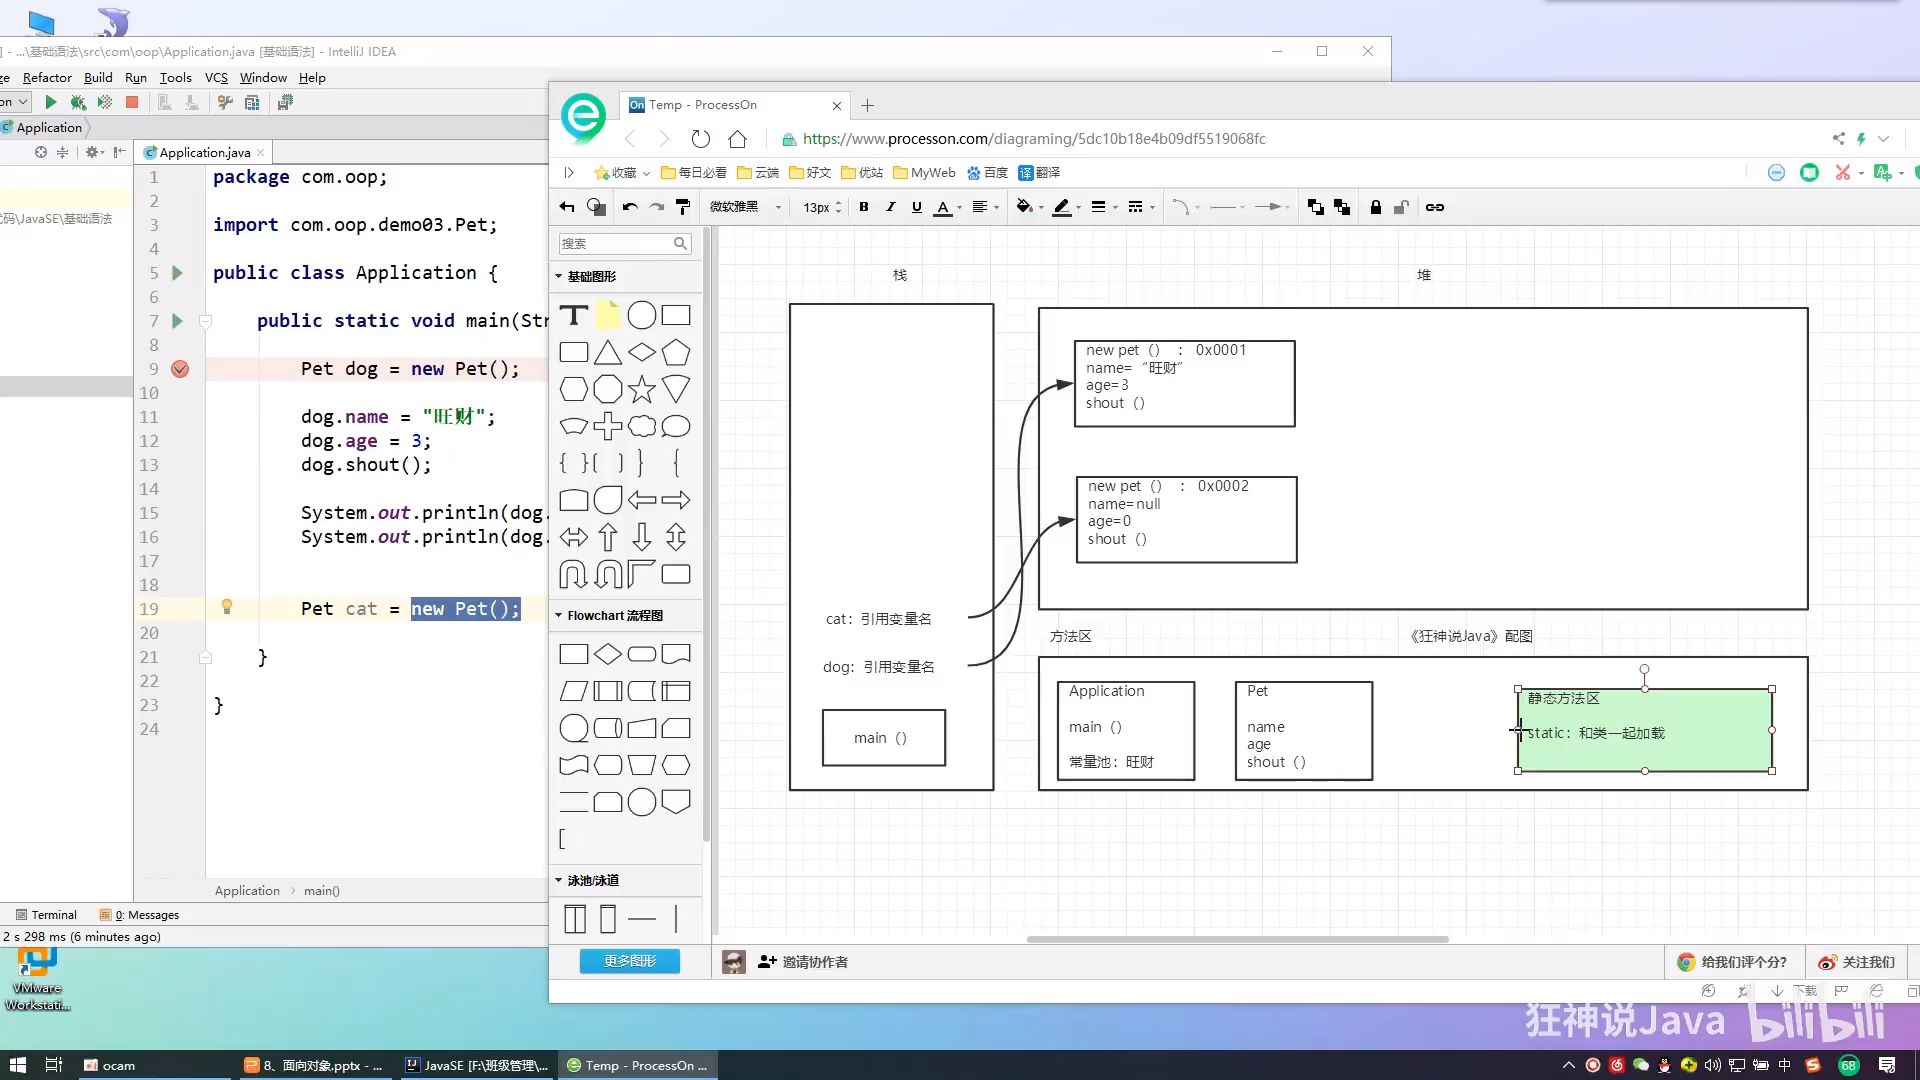 ] - ...\基础语法\src\com\oop\Application.java [基础语法] - IntelliJ IDEA
ze Refactor Build Run Tools VCS Window Help
on
Application
Application.java
代码\JavaSE\基础语法
1 package com.oop;
2
3 import com.oop.demo03.Pet;
4
5 public class Application {
6
7 public static void main(Str
8
9 Pet dog = new Pet();
10
11 dog.name = "旺财";
12 dog.age = 3;
13 dog.shout();
14
15 System.out.println(dog.
16 System.out.println(dog.
17
18
19 Pet cat = new Pet();
20
21 }
22
23 }
24
Application › main()
Terminal 0: Messages
2 s 298 ms (6 minutes ago)
VMware
Workstati...
On Temp - ProcessOn
https://www.processon.com/diagraming/5dc10b18e4b09df5519068fc
收藏 每日必看 云端 好文 优站 MyWeb 百度 译 翻译
微软雅黑 13px B I U A
搜索
基础图形
Flowchart 流程图
泳池/泳道
更多图形
栈
堆
new pet（） ： 0x0001
name=“旺财”
age=3
shout（）
new pet（） ： 0x0002
name=null
age=0
shout（）
cat：引用变量名
dog：引用变量名
main（）
方法区
《狂神说Java》配图
Application
main（）
常量池：旺财
Pet
name
age
shout（）
静态方法区
static：和类一起加载
邀请协作者
给我们评个分?
关注我们
下载
狂神说Java bilibili
ocam
8、面向对象.pptx - ...
JavaSE [F:\班级管理\...
Temp - ProcessOn ...
中
68